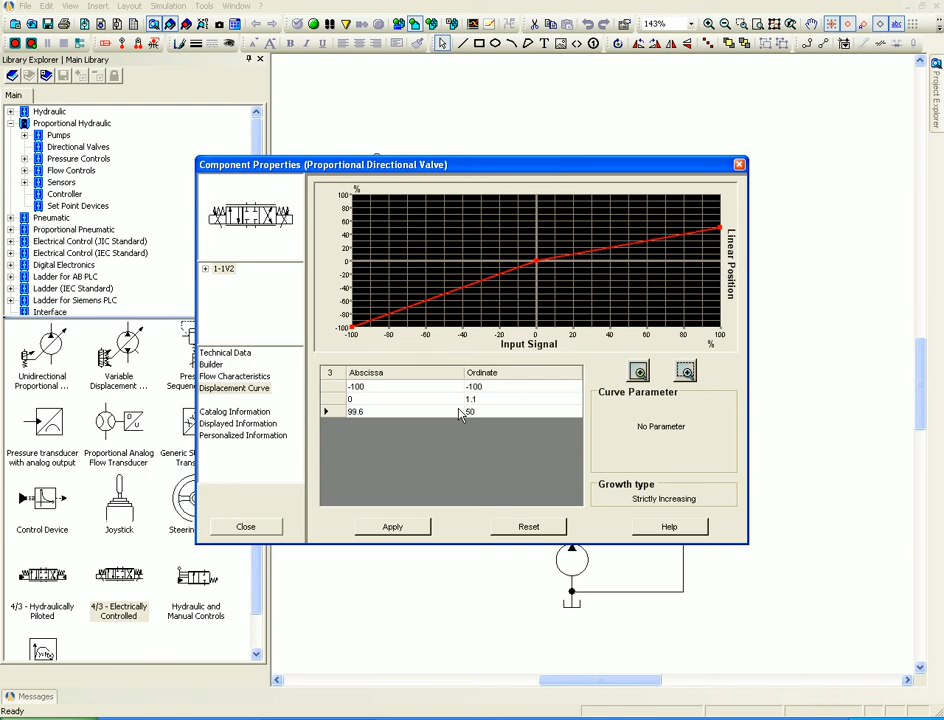 File Edit View Insert Layout Simulation Tools Window
143%
Library Explorer | Main Library
Main
Hydraulic
Proportional Hydraulic
Pumps
Directional Valves
Pressure Controls
Flow Controls
Sensors
Controller
Set Point Devices
Pneumatic
Proportional Pneumatic
Electrical Control (JIC Standard)
Electrical Control (IEC Standard)
Digital Electronics
Ladder for AB PLC
Ladder (IEC Standard)
Ladder for Siemens PLC
Interface
Unidirectional
Proportional ...
Variable
Displacement ...
Pres
Sequenc
Pressure transducer
with analog output
Proportional Analog
Flow Transducer
Generic S
Trans
Control Device
Joystick
Steerin
4/3 - Hydraulically
Piloted
4/3 - Electrically
Controlled
Hydraulic and
Manual Controls
Component Properties (Proportional Directional Valve)
1-1V2
Technical Data
Builder
Flow Characteristics
Displacement Curve
Catalog Information
Displayed Information
Personalized Information
Close
%
100
80
60
40
20
0
-20
-40
-60
-80
-100
-100 -80 -60 -40 -20 0 20 40 60 80 100
Input Signal %
Linear Position
3 Abscissa Ordinate
-100 -100
0 1.1
99.6 50
Curve Parameter
No Parameter
Growth type
Strictly Increasing
Apply Reset Help
Project Explorer
Messages
Ready